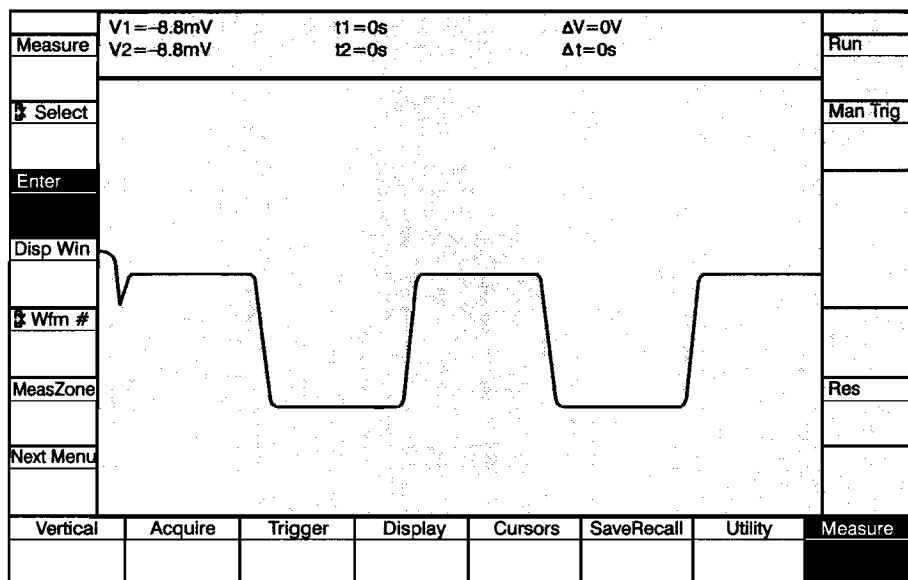 V1=-8.8mV t1=0s ΔV=0V
V2=-8.8mV t2=0s Δt=0s
Measure
Select
Enter
Disp Win
Wfm #
MeasZone
Next Menu
Run
Man Trig
Res
Vertical Acquire Trigger Display Cursors SaveRecall Utility Measure